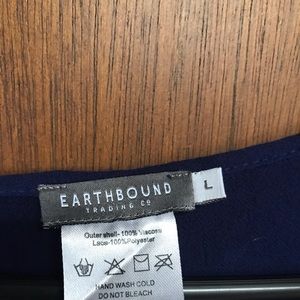 EARTHBOUND
TRADING CO
L
Outer shell-100% Viscose
Lace-100%Polyester
HAND WASH COLD
DO NOT BLEACH